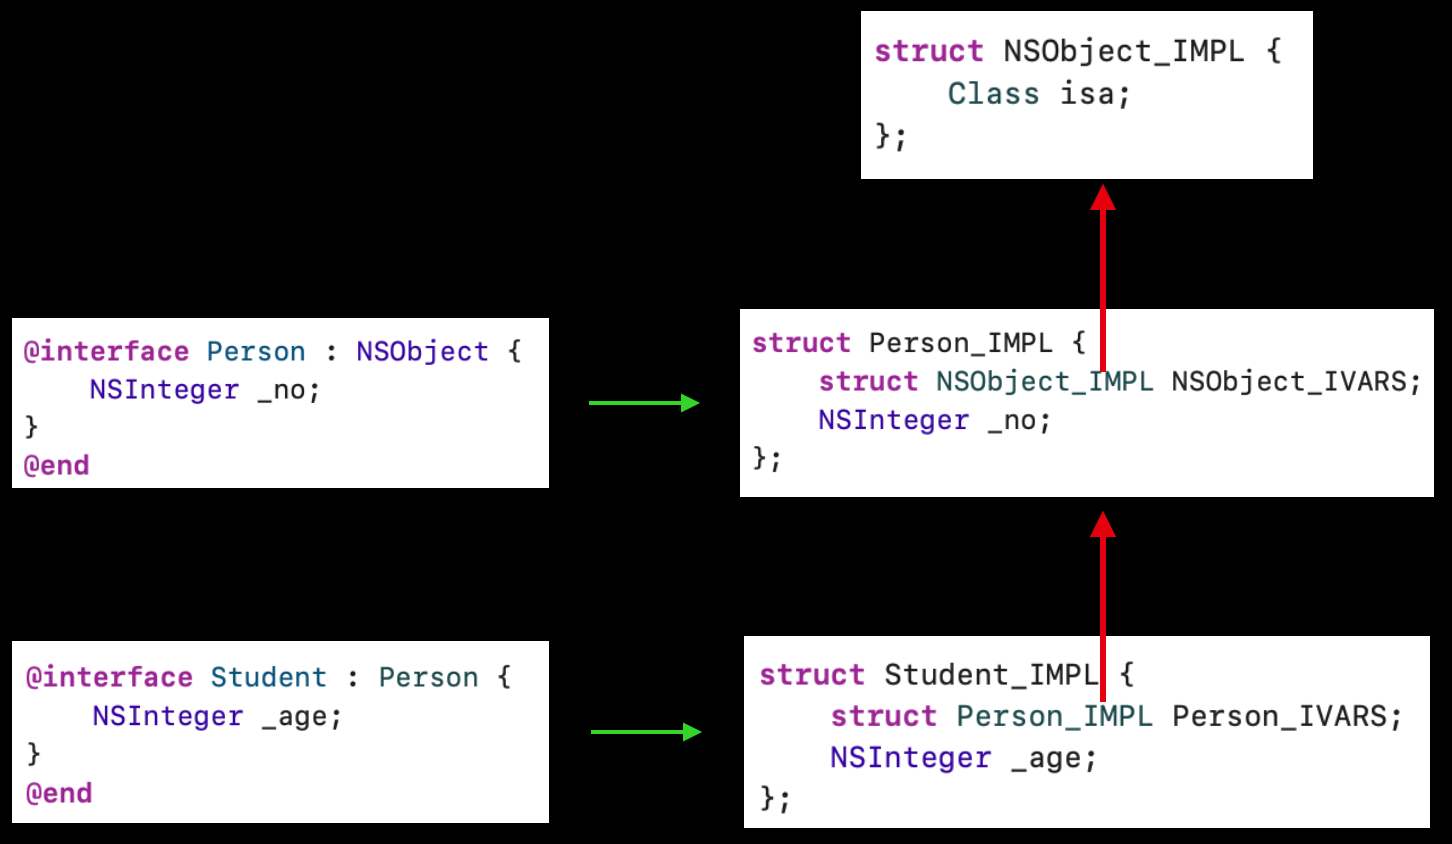 struct NSObject_IMPL {
    Class isa;
};
@interface Person : NSObject {
    NSInteger _no;
}
@end
struct Person_IMPL {
    struct NSObject_IMPL NSObject_IVARS;
    NSInteger _no;
};
@interface Student : Person {
    NSInteger _age;
}
@end
struct Student_IMPL {
    struct Person_IMPL Person_IVARS;
    NSInteger _age;
};